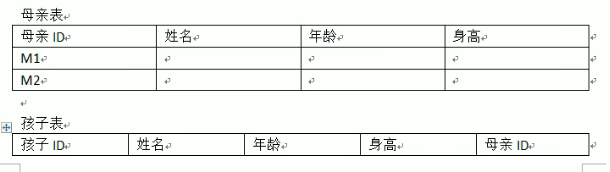 母亲表
母亲 ID 姓名 年龄 身高
M1
M2
孩子表
孩子 ID 姓名 年龄 身高 母亲 ID